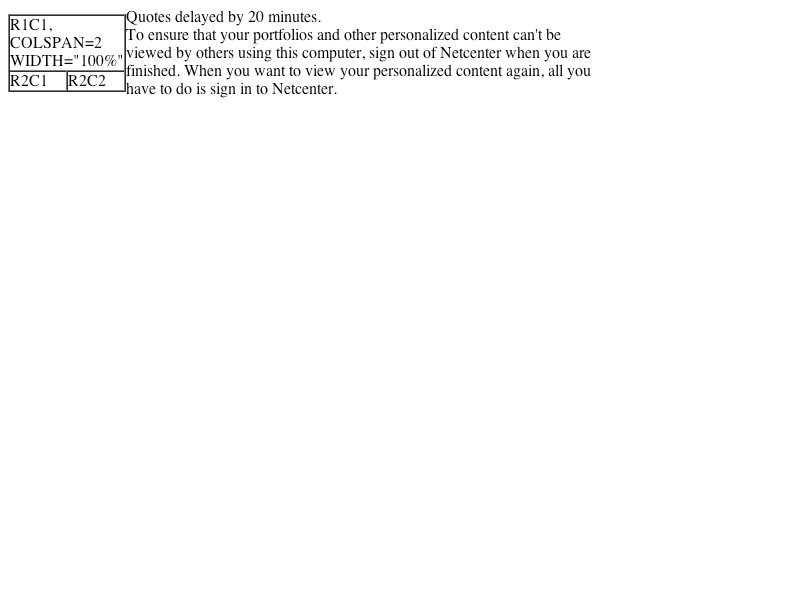 R1C1,
COLSPAN=2
WIDTH="100%"
R2C1 R2C2
Quotes delayed by 20 minutes.
To ensure that your portfolios and other personalized content can't be
viewed by others using this computer, sign out of Netcenter when you are
finished. When you want to view your personalized content again, all you
have to do is sign in to Netcenter.